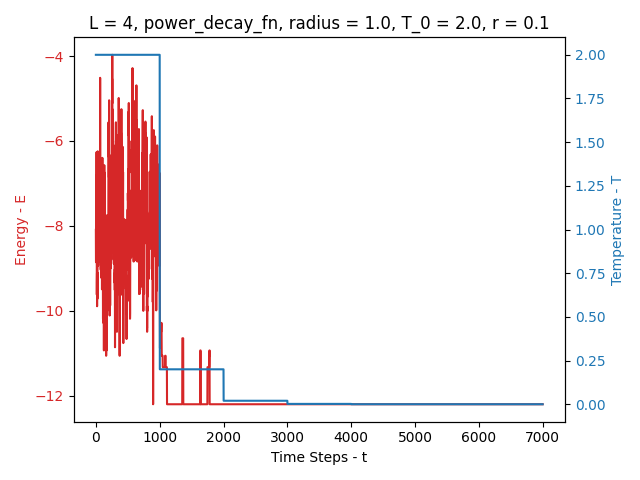 L = 4, power_decay_fn, radius = 1.0, T_0 = 2.0, r = 0.1
Energy - E
−4
−6
−8
−10
−12
2.00
1.75
1.50
1.25
1.00
0.75
0.50
0.25
0.00
Temperature - T
0 1000 2000 3000 4000 5000 6000 7000
Time Steps - t